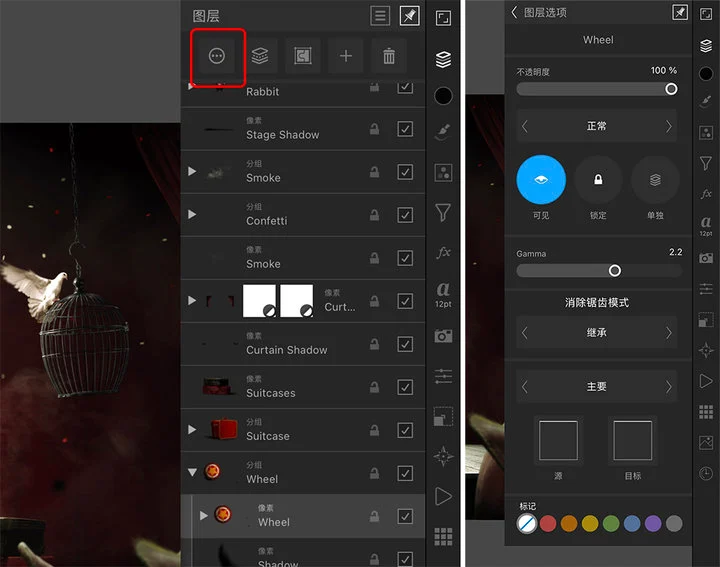 图层
Rabbit
像素
Stage Shadow
分组
Smoke
分组
Confetti
像素
Smoke
像素
Curt...
像素
Curtain Shadow
像素
Suitcases
分组
Suitcase
分组
Wheel
像素
Wheel
像素
Shadow
fx
a
12pt
图层选项
Wheel
不透明度
100 %
正常
可见
锁定
单独
Gamma
2.2
消除锯齿模式
继承
主要
源
目标
标记
fx
a
12pt